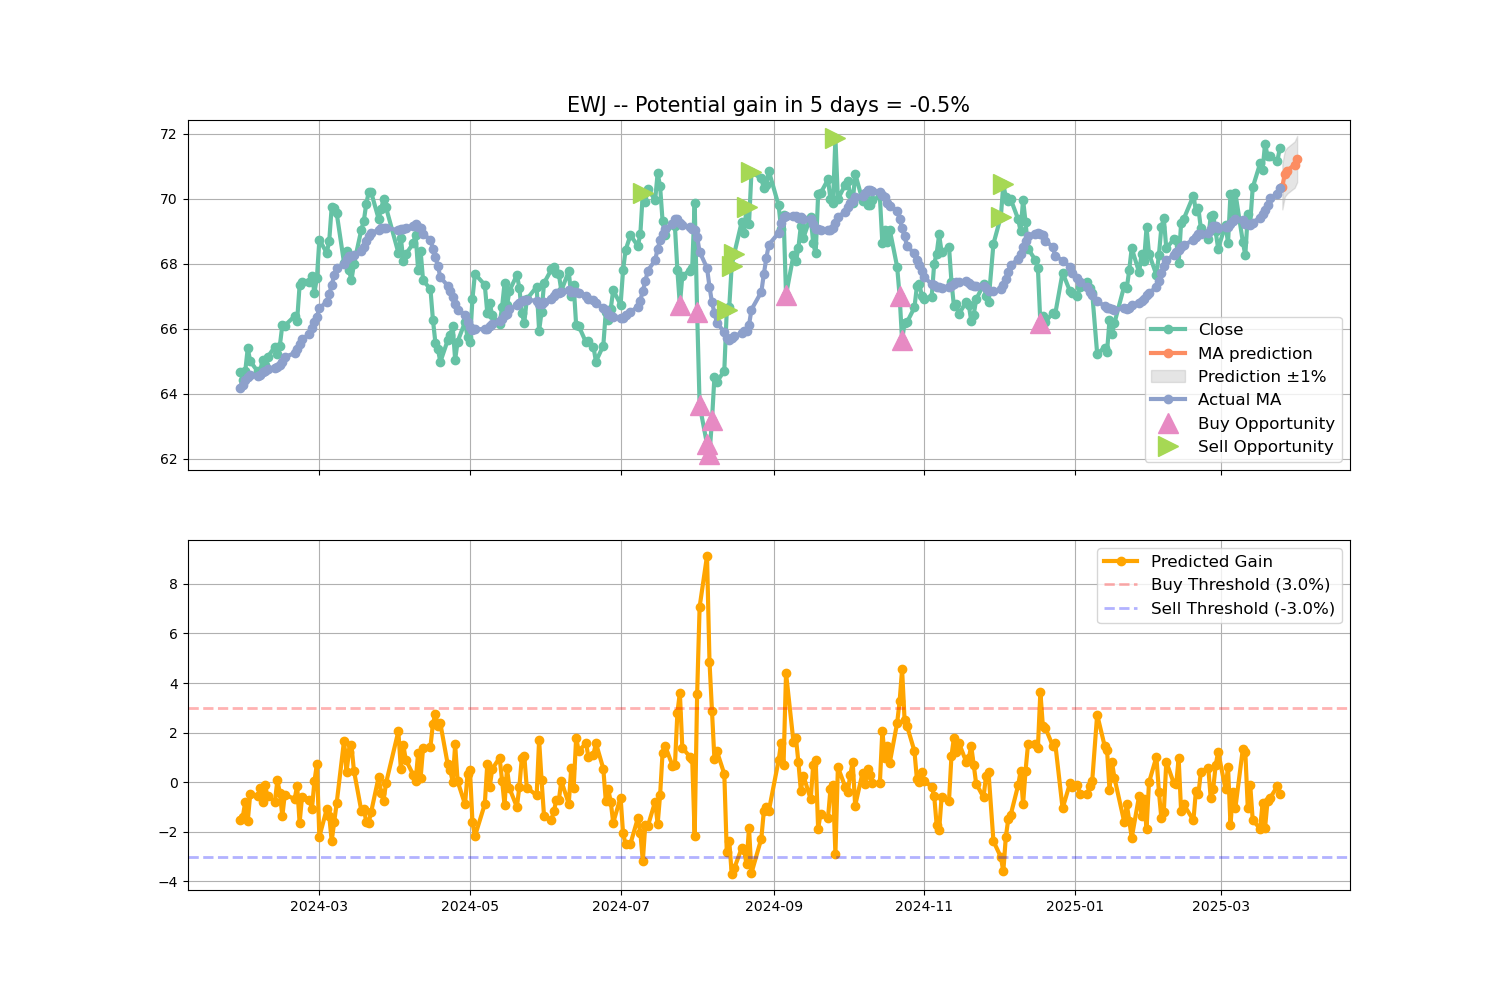 EWJ -- Potential gain in 5 days = -0.5%
72
70
68
66
64
62
Close
MA prediction
Prediction ±1%
Actual MA
Buy Opportunity
Sell Opportunity
8
6
4
2
0
−2
−4
Predicted Gain
Buy Threshold (3.0%)
Sell Threshold (-3.0%)
2024-03
2024-05
2024-07
2024-09
2024-11
2025-01
2025-03